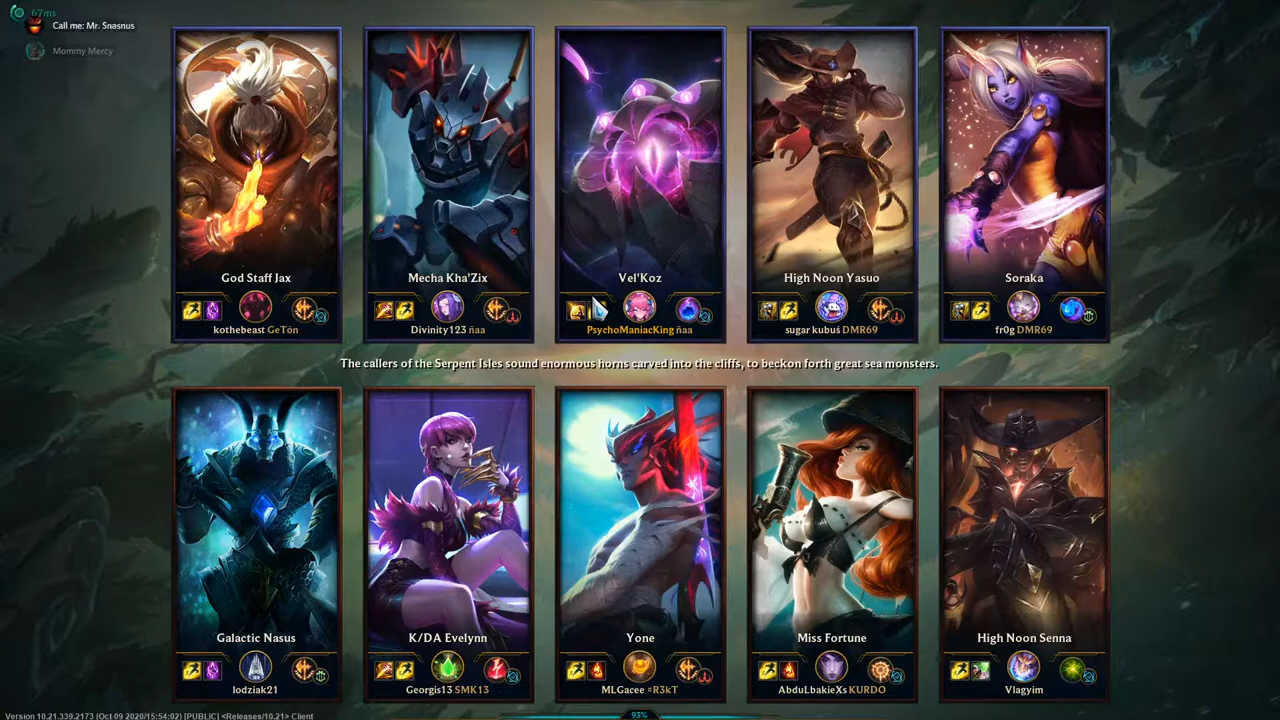 67ms
Call me: Mr. Snasnus
Mommy Mercy
God Staff Jax
Mecha Kha'Zix
Vel'Koz
High Noon Yasuo
Soraka
kothebeast GeTón
Divinity123 ñaa
PsychoManiacKing ñaa
sugar kubuś DMR69
fr0g DMR69
The callers of the Serpent Isles sound enormous horns carved into the cliffs, to beckon forth great sea monsters.
Galactic Nasus
K/DA Evelynn
Yone
Miss Fortune
High Noon Senna
lodziak21
Georgis13 SMK13
MLGacee ¤R3kT
AbduLbakieXs KURDO
Vlagyim
93%
Version 10.21.339.2173 (Oct 09 2020/15:54:02) [PUBLIC] <Releases/10.21> Client